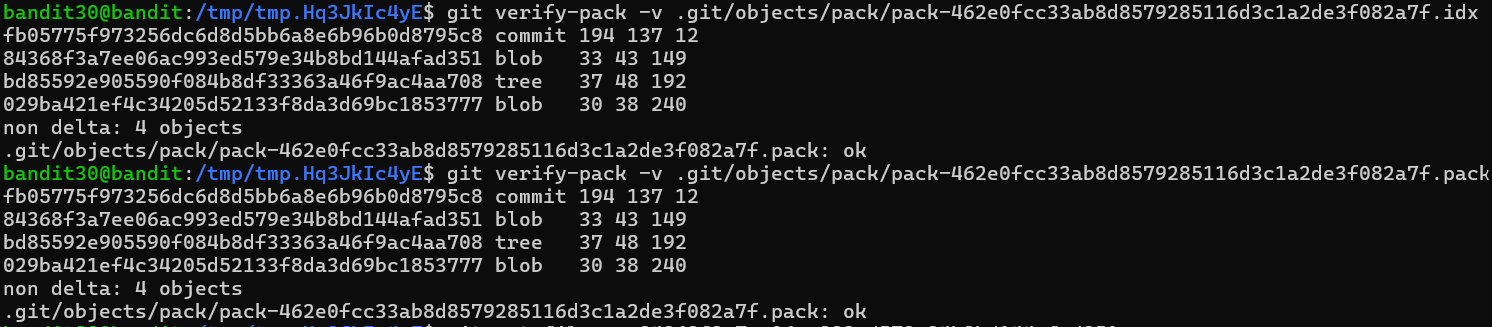 bandit30@bandit:/tmp/tmp.Hq3JkIc4yE$ git verify-pack -v .git/objects/pack/pack-462e0fcc33ab8d8579285116d3c1a2de3f082a7f.idx
fb05775f973256dc6d8d5bb6a8e6b96b0d8795c8 commit 194 137 12
84368f3a7ee06ac993ed579e34b8bd144afad351 blob   33 43 149
bd85592e905590f084b8df33363a46f9ac4aa708 tree   37 48 192
029ba421ef4c34205d52133f8da3d69bc1853777 blob   30 38 240
non delta: 4 objects
.git/objects/pack/pack-462e0fcc33ab8d8579285116d3c1a2de3f082a7f.pack: ok
bandit30@bandit:/tmp/tmp.Hq3JkIc4yE$ git verify-pack -v .git/objects/pack/pack-462e0fcc33ab8d8579285116d3c1a2de3f082a7f.pack
fb05775f973256dc6d8d5bb6a8e6b96b0d8795c8 commit 194 137 12
84368f3a7ee06ac993ed579e34b8bd144afad351 blob   33 43 149
bd85592e905590f084b8df33363a46f9ac4aa708 tree   37 48 192
029ba421ef4c34205d52133f8da3d69bc1853777 blob   30 38 240
non delta: 4 objects
.git/objects/pack/pack-462e0fcc33ab8d8579285116d3c1a2de3f082a7f.pack: ok